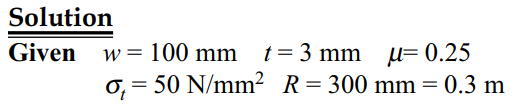 Solution
Given w = 100 mm t = 3 mm μ= 0.25
σt = 50 N/mm² R = 300 mm = 0.3 m